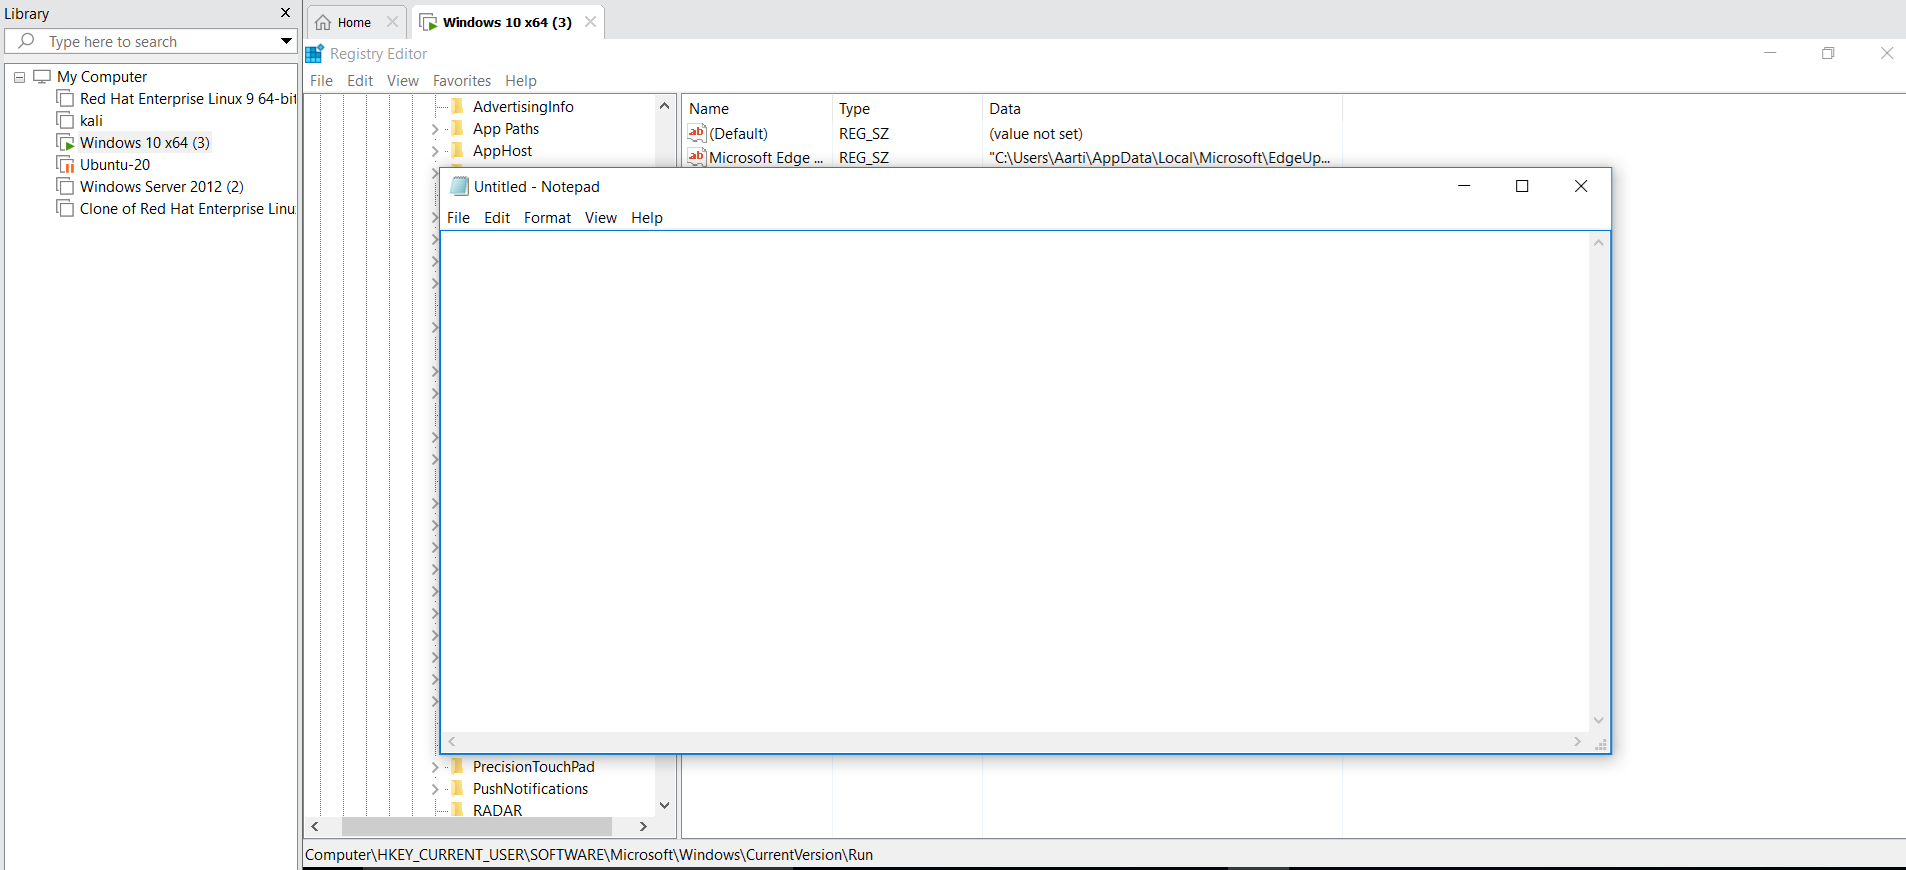 Library
Type here to search
My Computer
Red Hat Enterprise Linux 9 64-bit
kali
Windows 10 x64 (3)
Ubuntu-20
Windows Server 2012 (2)
Clone of Red Hat Enterprise Linu
Home
Windows 10 x64 (3)
Registry Editor
File Edit View Favorites Help
AdvertisingInfo
App Paths
AppHost
Name Type Data
(Default) REG_SZ (value not set)
Microsoft Edge ... REG_SZ "C:\Users\Aarti\AppData\Local\Microsoft\EdgeUp...
Untitled - Notepad
File Edit Format View Help
PrecisionTouchPad
PushNotifications
RADAR
Computer\HKEY_CURRENT_USER\SOFTWARE\Microsoft\Windows\CurrentVersion\Run